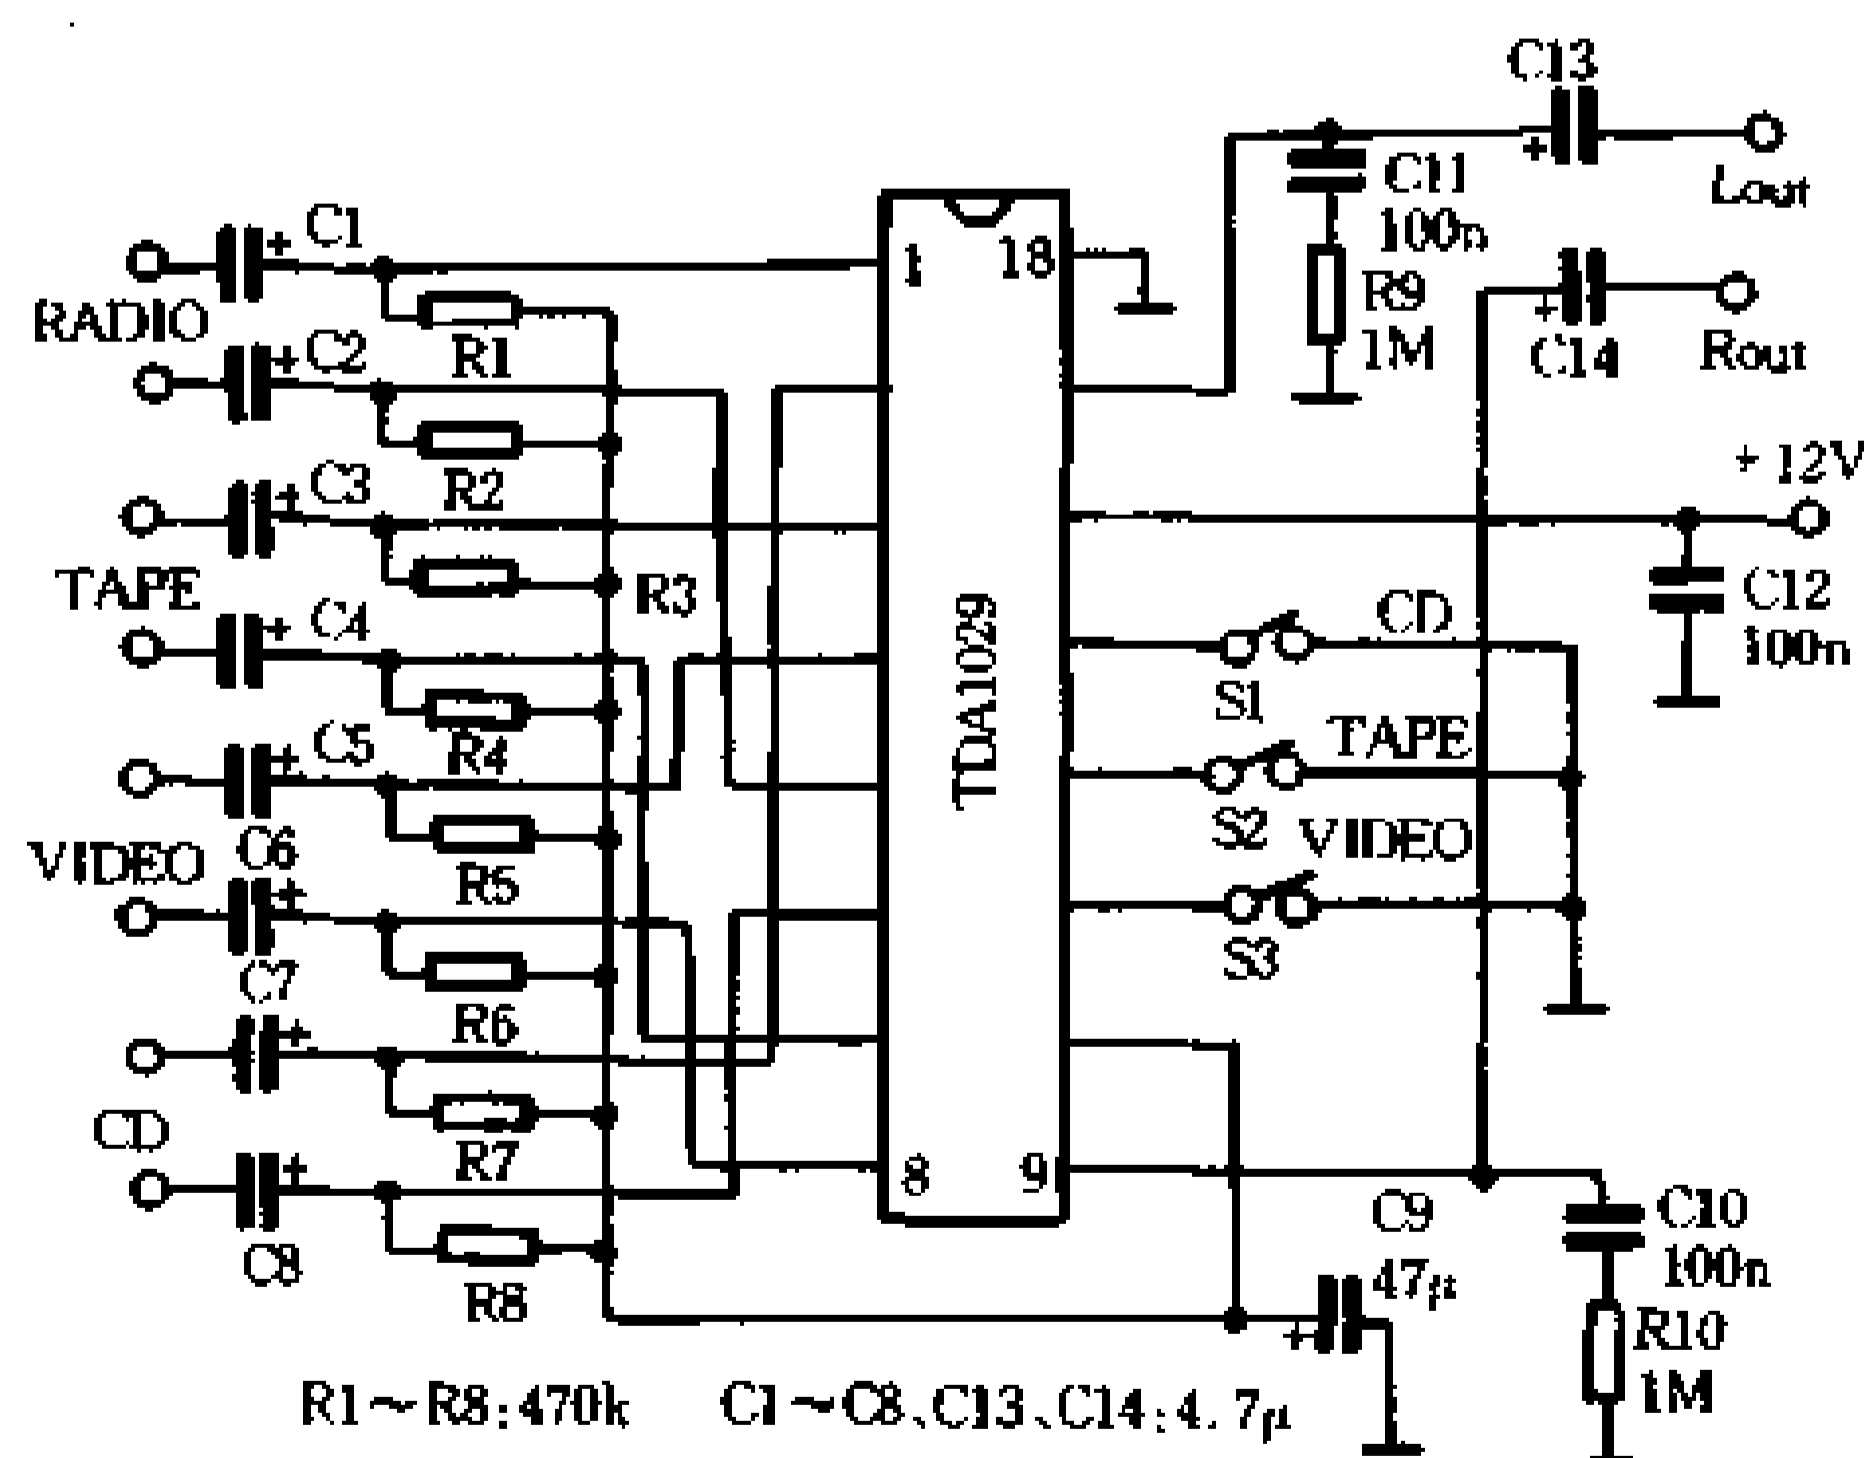 C13
Lout
C11
100n
R9
1M
C14
Rout
C1
RADIO
R1
C2
R2
C3
TAPE
R3
C4
R4
C5
VIDEO
C6
R5
C7
R6
CD
R7
C8
R8
1
18
TDA1029
8
9
+12V
C12
100n
CD
S1
TAPE
S2
VIDEO
S3
C9
47μ
C10
100n
R10
1M
R1～R8:470k C1～C8、C13、C14:4.7μ